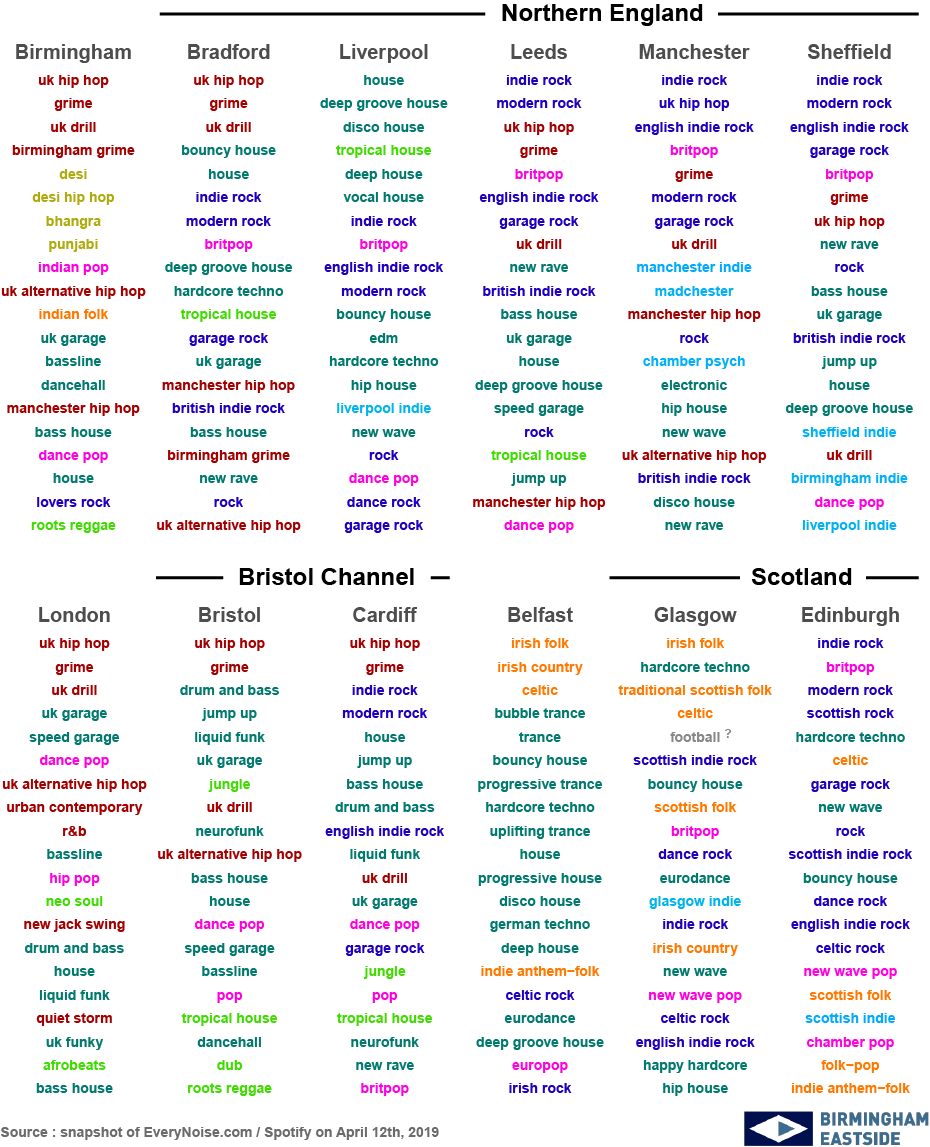 Northern England
Birmingham Bradford Liverpool Leeds Manchester Sheffield
uk hip hop uk hip hop house indie rock indie rock indie rock
grime grime deep groove house modern rock uk hip hop modern rock
uk drill uk drill disco house uk hip hop english indie rock english indie rock
birmingham grime bouncy house tropical house grime britpop garage rock
desi house deep house britpop grime britpop
desi hip hop indie rock vocal house english indie rock modern rock grime
bhangra modern rock indie rock garage rock garage rock uk hip hop
punjabi britpop britpop uk drill uk drill new rave
indian pop deep groove house english indie rock new rave manchester indie rock
uk alternative hip hop hardcore techno modern rock british indie rock madchester bass house
indian folk tropical house bouncy house bass house manchester hip hop uk garage
uk garage garage rock edm uk garage rock british indie rock
bassline uk garage hardcore techno house chamber psych jump up
dancehall manchester hip hop hip house deep groove house electronic house
manchester hip hop british indie rock liverpool indie speed garage hip house deep groove house
bass house bass house new wave rock new wave sheffield indie
dance pop birmingham grime rock tropical house uk alternative hip hop uk drill
house new rave dance pop jump up british indie rock birmingham indie
lovers rock rock dance rock manchester hip hop disco house dance pop
roots reggae uk alternative hip hop garage rock dance pop new rave liverpool indie
Bristol Channel Scotland
London Bristol Cardiff Belfast Glasgow Edinburgh
uk hip hop uk hip hop uk hip hop irish folk irish folk indie rock
grime grime grime irish country hardcore techno britpop
uk drill drum and bass indie rock celtic traditional scottish folk modern rock
uk garage jump up modern rock bubble trance celtic scottish rock
speed garage liquid funk house trance football ? hardcore techno
dance pop uk garage jump up bouncy house scottish indie rock celtic
uk alternative hip hop jungle bass house progressive trance bouncy house garage rock
urban contemporary uk drill drum and bass hardcore techno scottish folk new wave
r&b neurofunk english indie rock uplifting trance britpop rock
bassline uk alternative hip hop liquid funk house dance rock scottish indie rock
hip pop bass house uk drill progressive house eurodance bouncy house
neo soul house uk garage disco house glasgow indie dance rock
new jack swing dance pop dance pop german techno indie rock english indie rock
drum and bass speed garage garage rock deep house irish country celtic rock
house bassline jungle indie anthem–folk new wave new wave pop
liquid funk pop pop celtic rock new wave pop scottish folk
quiet storm tropical house tropical house eurodance celtic rock scottish indie
uk funky dancehall neurofunk deep groove house english indie rock chamber pop
afrobeats dub new rave europop happy hardcore folk–pop
bass house roots reggae britpop irish rock hip house indie anthem–folk
Source : snapshot of EveryNoise.com / Spotify on April 12th, 2019
BIRMINGHAM
EASTSIDE